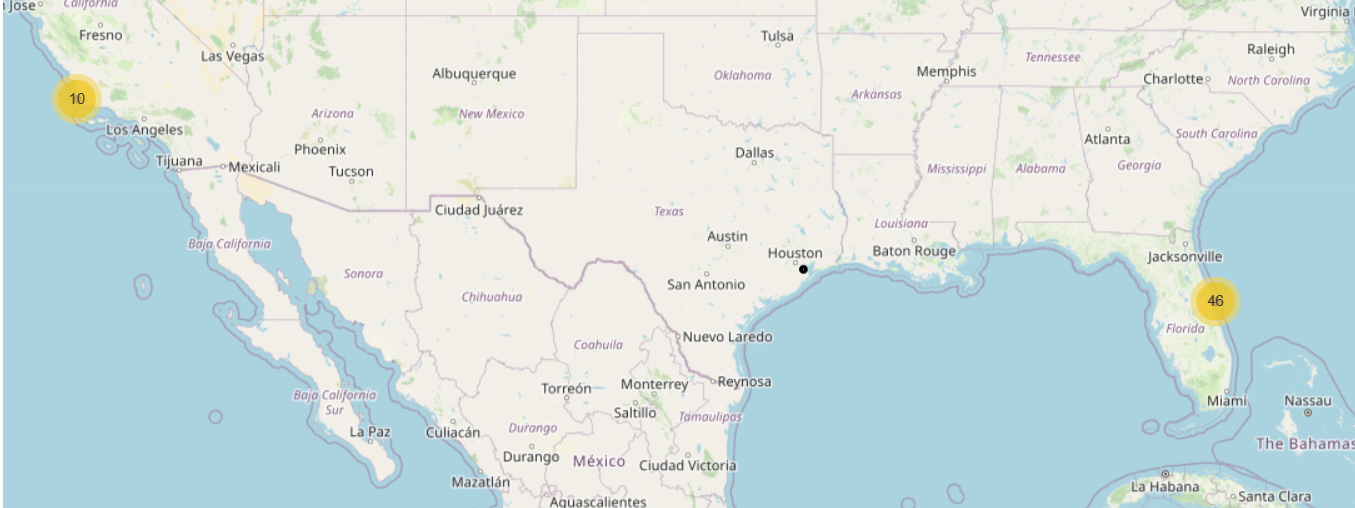 California
n Jose
Virginia
Fresno
Tulsa
Raleigh
Las Vegas
Tennessee
Albuquerque
Memphis
Oklahoma
Charlotte
North Carolina
10
Arkansas
Arizona
New Mexico
Los Angeles
South Carolina
Atlanta
Phoenix
Dallas
Tijuana
Mexicali
Tucson
Mississippi
Alabama
Georgia
Ciudad Juárez
Texas
Louisiana
Austin
Baja California
Houston
Baton Rouge
Jacksonville
Sonora
San Antonio
Chihuahua
46
Florida
Nuevo Laredo
Coahuila
Torreón
Monterrey
Reynosa
Baja California
Sur
Miami
Nassau
Saltillo
Tamaulipas
La Paz
Culiacán
Durango
The Bahamas
Durango
México
Ciudad Victoria
Mazatlán
La Habana
Santa Clara
Aguascalientes